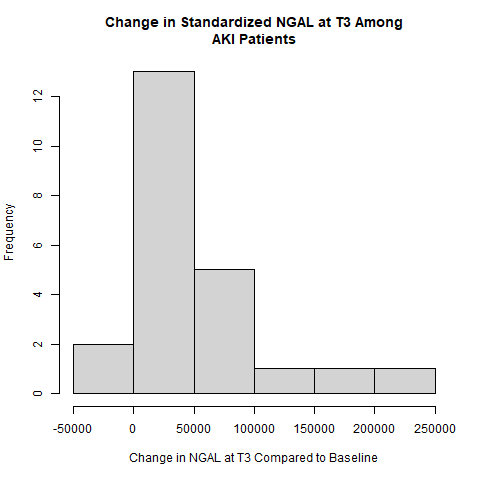 Change in Standardized NGAL at T3 Among
AKI Patients
Frequency
12
10
8
6
4
2
0
-50000 0 50000 100000 150000 200000 250000
Change in NGAL at T3 Compared to Baseline